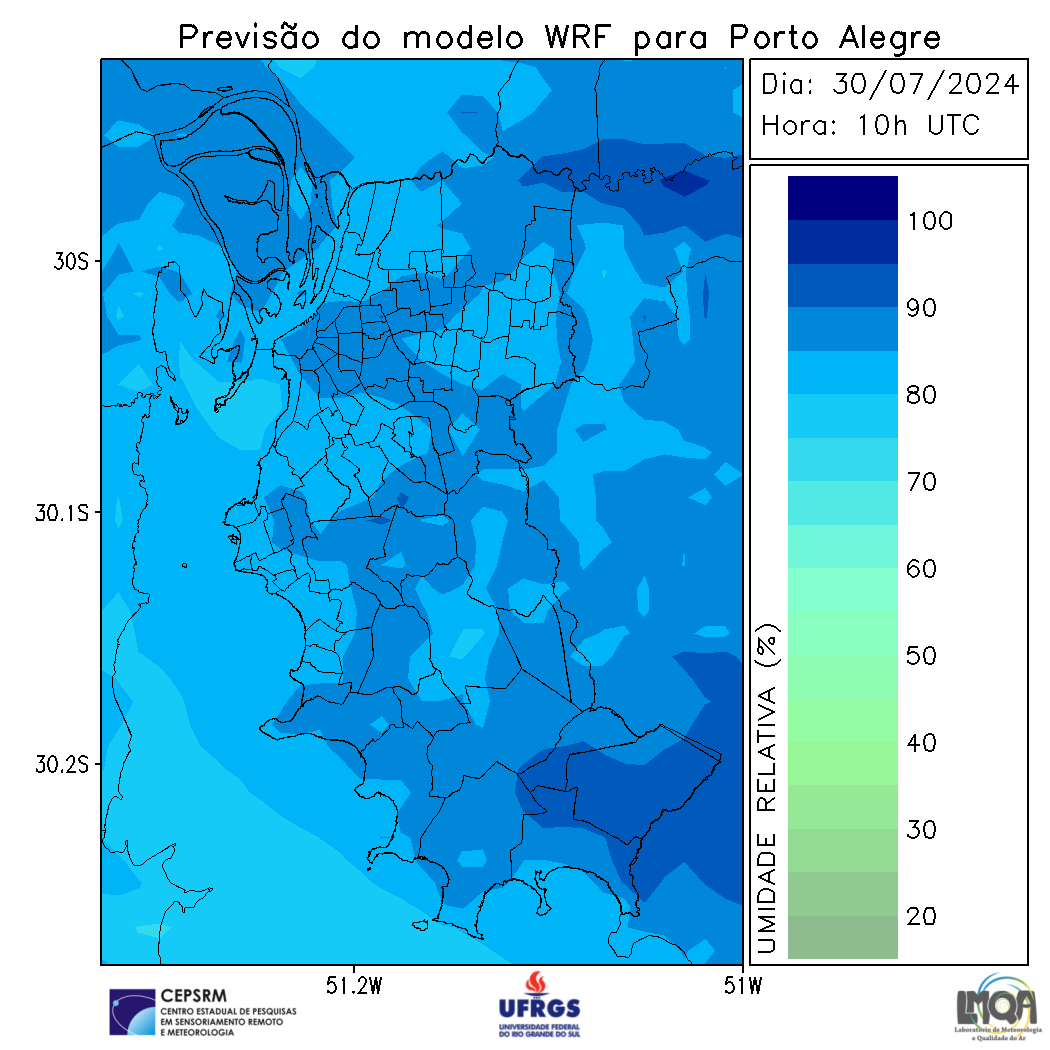 Previsão do modelo WRF para Porto Alegre
Dia: 30/07/2024
Hora: 10h UTC
100
90
80
70
60
50
40
30
20
UMIDADE RELATIVA (%)
30S
30.1S
30.2S
51.2W
51W
CEPSRM
CENTRO ESTADUAL DE PESQUISAS
EM SENSORIAMENTO REMOTO
E METEOROLOGIA
UFRGS
UNIVERSIDADE FEDERAL
DO RIO GRANDE DO SUL
LMQA
Laboratório de Meteorologia
e Qualidade do Ar